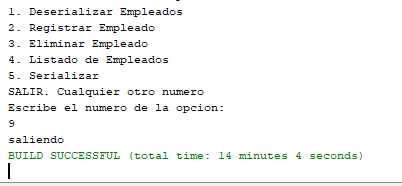 1. Deserializar Empleados
2. Registrar Empleado
3. Eliminar Empleado
4. Listado de Empleados
5. Serializar
SALIR. Cualquier otro numero
Escribe el numero de la opcion:
9
saliendo
BUILD SUCCESSFUL (total time: 14 minutes 4 seconds)